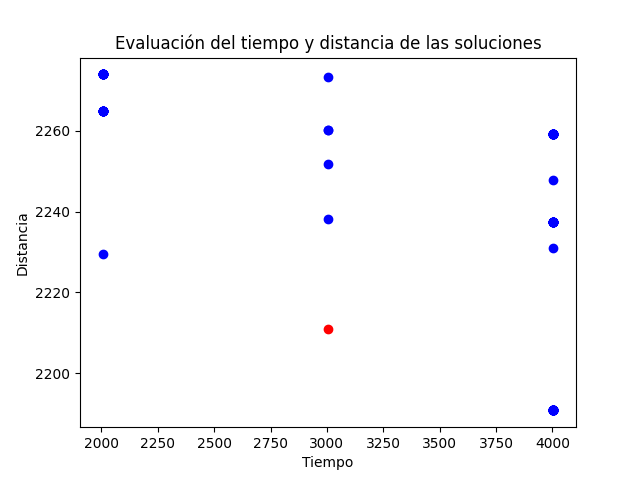 Evaluación del tiempo y distancia de las soluciones
Distancia
2260
2240
2220
2200
2000 2250 2500 2750 3000 3250 3500 3750 4000
Tiempo